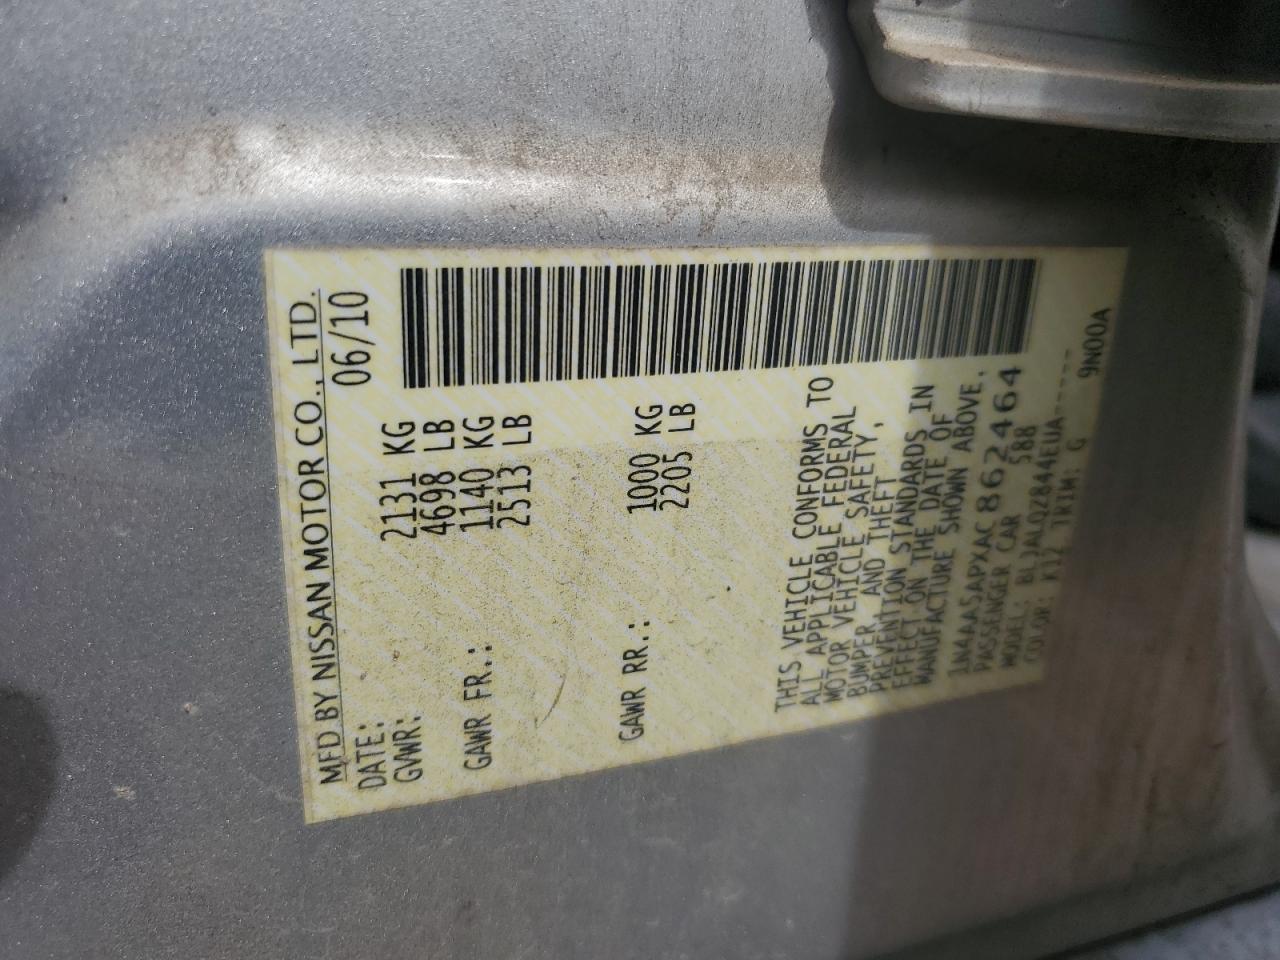 MFD BY NISSAN MOTOR CO., LTD.
DATE: 06/10
GVWR: 2131 KG
4698 LB
GAWR FR.: 1140 KG
2513 LB
GAWR RR.: 1000 KG
2205 LB
THIS VEHICLE CONFORMS TO
ALL APPLICABLE FEDERAL
MOTOR VEHICLE SAFETY,
BUMPER, AND THEFT
PREVENTION STANDARDS IN
EFFECT ON THE DATE OF
MANUFACTURE SHOWN ABOVE.
1N4AA5APXAC862464
PASSENGER CAR 588
MODEL: BL1ALQZ844EUA-----
COLOR: K12 TRIM: G 9N00A